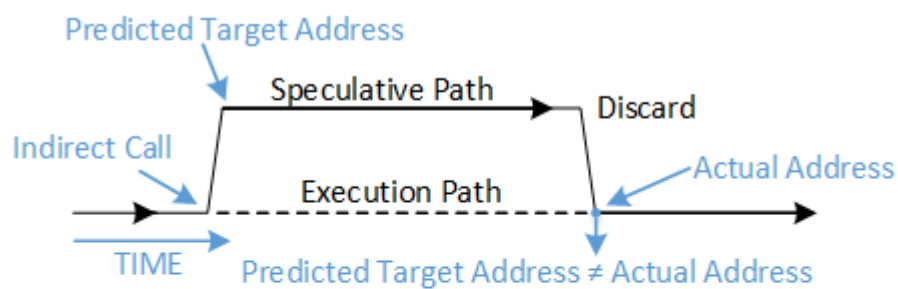 Predicted Target Address
Speculative Path
Discard
Indirect Call
Actual Address
Execution Path
TIME
Predicted Target Address ≠ Actual Address